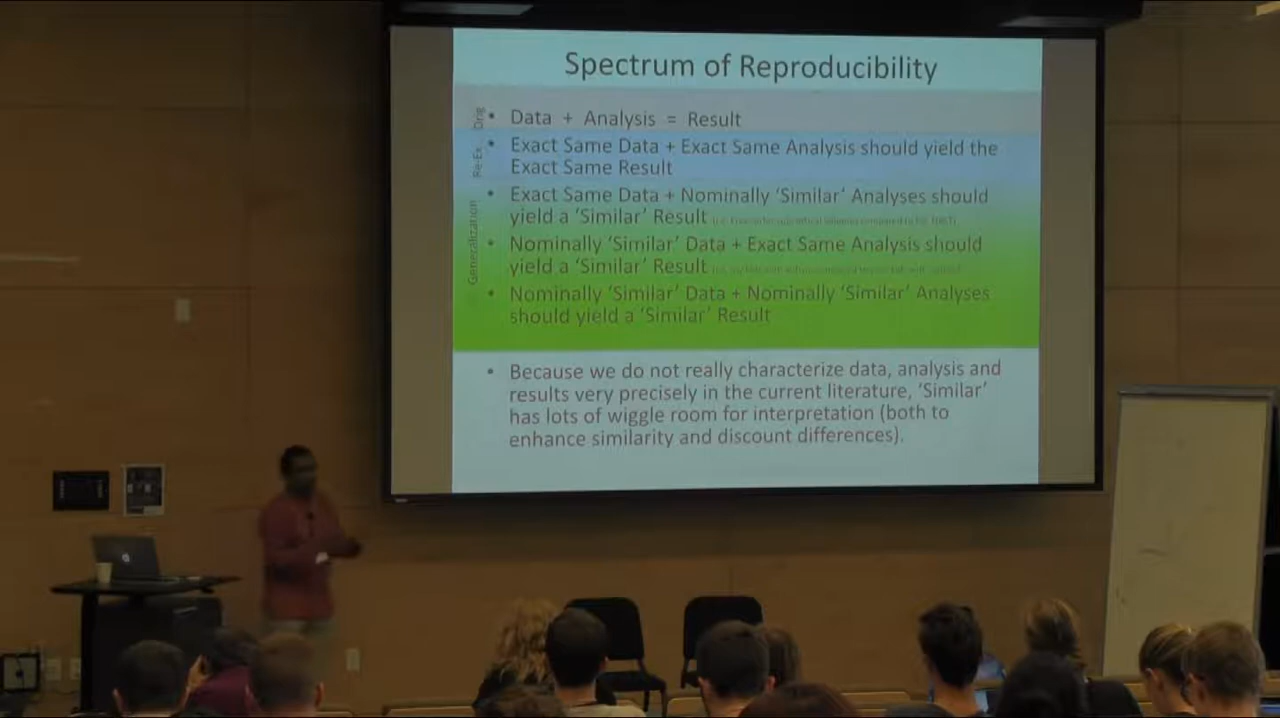 Spectrum of Reproducibility
Orig
• Data + Analysis = Result
Re-Ex
• Exact Same Data + Exact Same Analysis should yield the
Exact Same Result
Generalization
• Exact Same Data + Nominally ‘Similar’ Analyses should
yield a ‘Similar’ Result
• Nominally ‘Similar’ Data + Exact Same Analysis should
yield a ‘Similar’ Result
• Nominally ‘Similar’ Data + Nominally ‘Similar’ Analyses
should yield a ‘Similar’ Result
• Because we do not really characterize data, analysis and
results very precisely in the current literature, ‘Similar’
has lots of wiggle room for interpretation (both to
enhance similarity and discount differences).